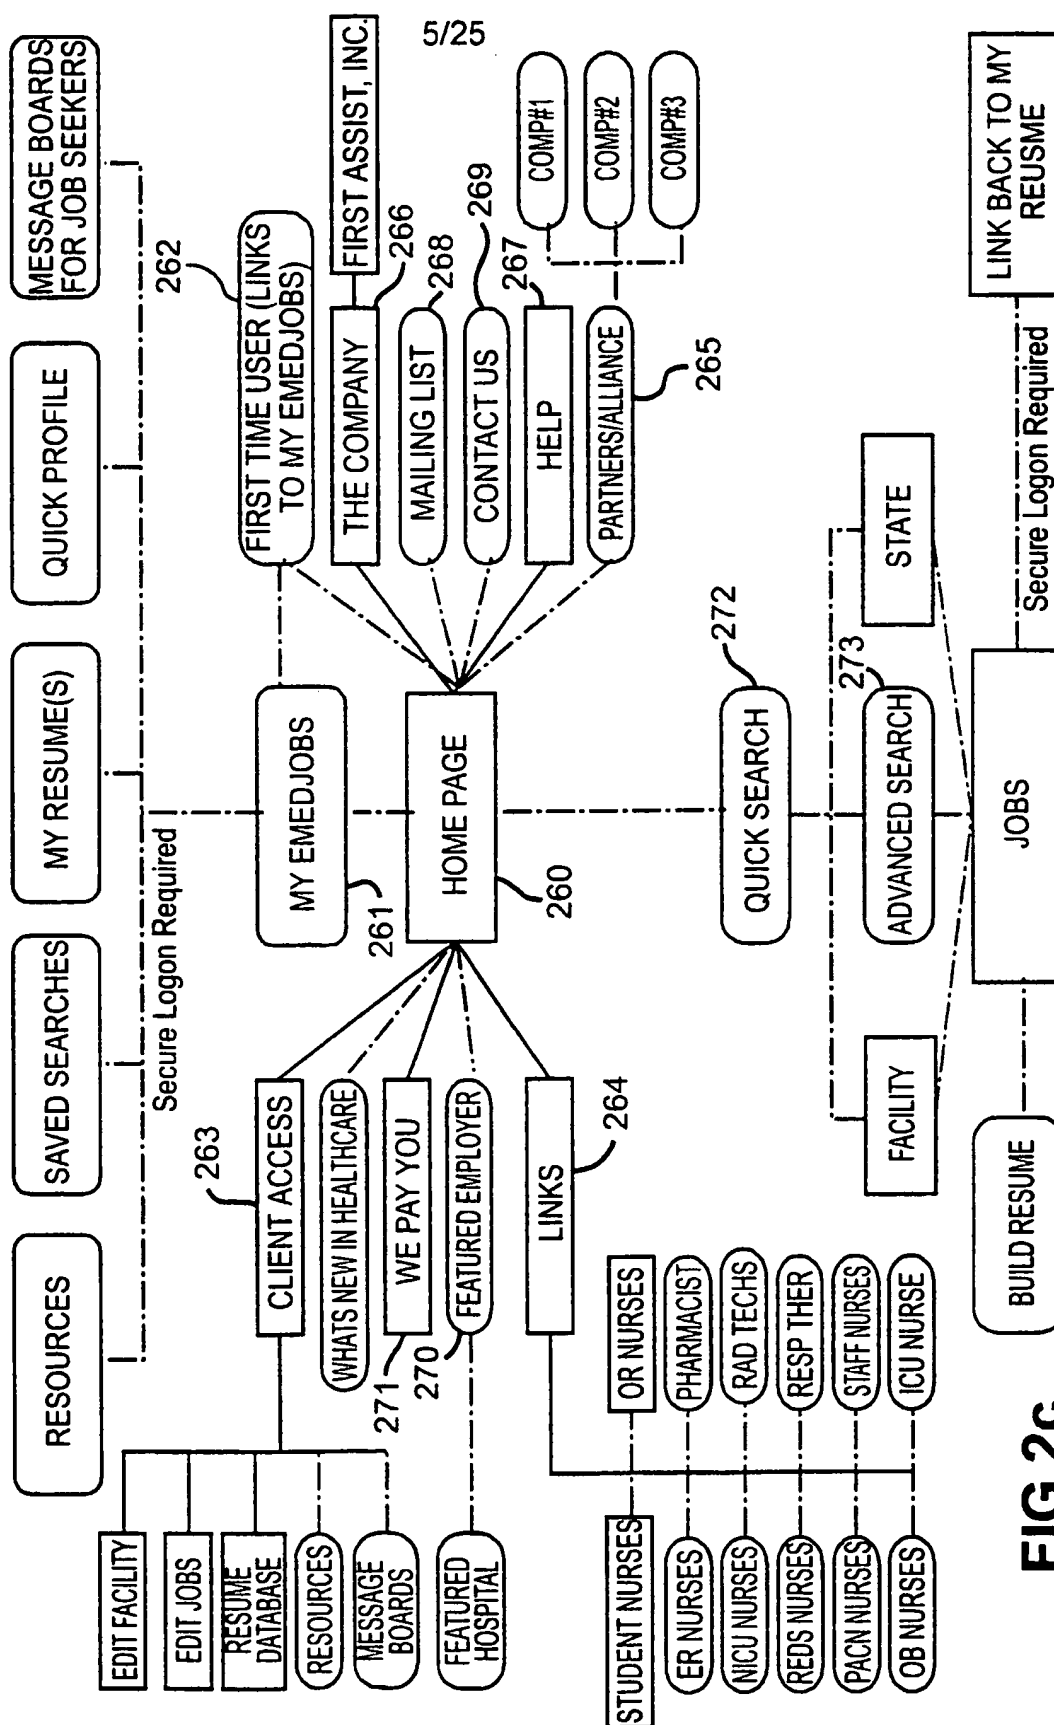 5/25
RESOURCES
SAVED SEARCHES
MY RESUME(S)
QUICK PROFILE
MESSAGE BOARDS
FOR JOB SEEKERS
Secure Logon Required
262
MY EMEDJOBS
261
FIRST TIME USER (LINKS
TO MY EMEDJOBS)
HOME PAGE
260
THE COMPANY
266
FIRST ASSIST, INC.
MAILING LIST
268
CONTACT US
269
HELP
267
PARTNERS/ALLIANCE
265
COMP#1
COMP#2
COMP#3
CLIENT ACCESS
263
WHATS NEW IN HEALTHCARE
WE PAY YOU
271
FEATURED EMPLOYER
270
LINKS
264
EDIT FACILITY
EDIT JOBS
RESUME
DATABASE
RESOURCES
MESSAGE
BOARDS
FEATURED
HOSPITAL
STUDENT NURSES
OR NURSES
ER NURSES
PHARMACIST
NICU NURSES
RAD TECHS
REDS NURSES
RESP THER
PACN NURSES
STAFF NURSES
OB NURSES
ICU NURSE
QUICK SEARCH
272
FACILITY
ADVANCED SEARCH
273
STATE
BUILD RESUME
JOBS
Secure Logon Required
LINK BACK TO MY
REUSME
FIG.2c